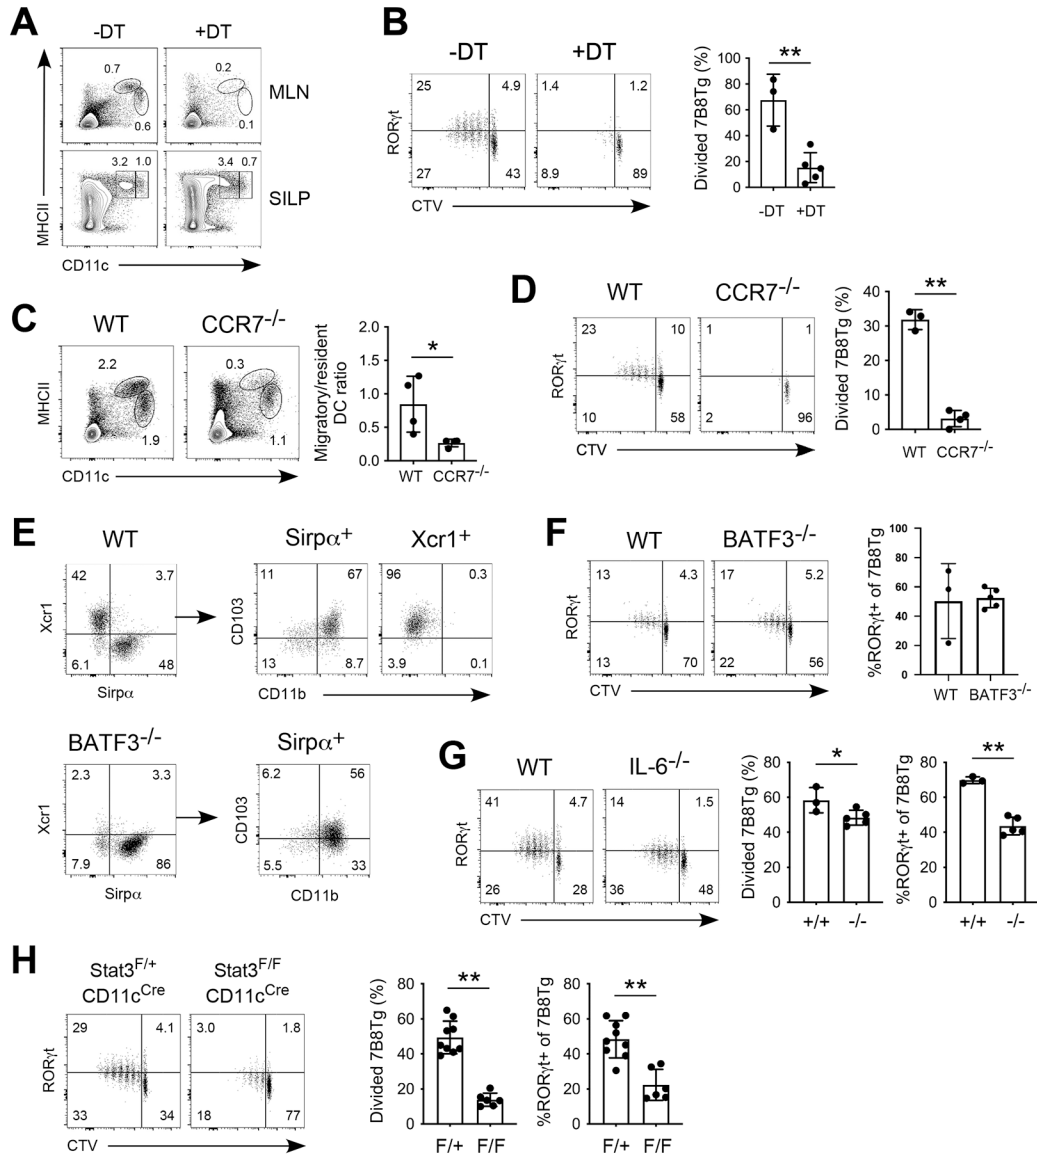 A
-DT
+DT
0.7
0.2
MLN
0.6
0.1
3.2
1.0
3.4
0.7
SILP
MHCII
CD11c
B
-DT
+DT
25
4.9
1.4
1.2
RORγt
27
43
8.9
89
CTV
Divided 7B8Tg (%)
100
80
60
40
20
0
**
-DT
+DT
C
WT
CCR7-/-
2.2
0.3
MHCII
1.9
1.1
CD11c
Migratory/resident
DC ratio
2.0
1.5
1.0
0.5
0.0
*
WT
CCR7-/-
D
WT
CCR7-/-
23
10
1
1
RORγt
10
58
2
96
CTV
Divided 7B8Tg (%)
40
30
20
10
0
**
WT
CCR7-/-
E
WT
Sirpα+
Xcr1+
42
3.7
11
67
96
0.3
Xcr1
CD103
6.1
48
13
8.7
3.9
0.1
Sirpα
CD11b
BATF3-/-
Sirpα+
2.3
3.3
6.2
56
Xcr1
CD103
7.9
86
5.5
33
Sirpα
CD11b
F
WT
BATF3-/-
13
4.3
17
5.2
RORγt
13
70
22
56
CTV
%RORγt+ of 7B8Tg
100
80
60
40
20
0
WT
BATF3-/-
G
WT
IL-6-/-
41
4.7
14
1.5
RORγt
26
28
36
48
CTV
Divided 7B8Tg (%)
80
60
40
20
0
*
+/+
-/-
%RORγt+ of 7B8Tg
80
60
40
20
0
**
+/+
-/-
H
Stat3F/+
CD11cCre
Stat3F/F
CD11cCre
29
4.1
3.0
1.8
RORγt
33
34
18
77
CTV
Divided 7B8Tg (%)
80
60
40
20
0
**
F/+
F/F
%RORγt+ of 7B8Tg
80
60
40
20
0
**
F/+
F/F